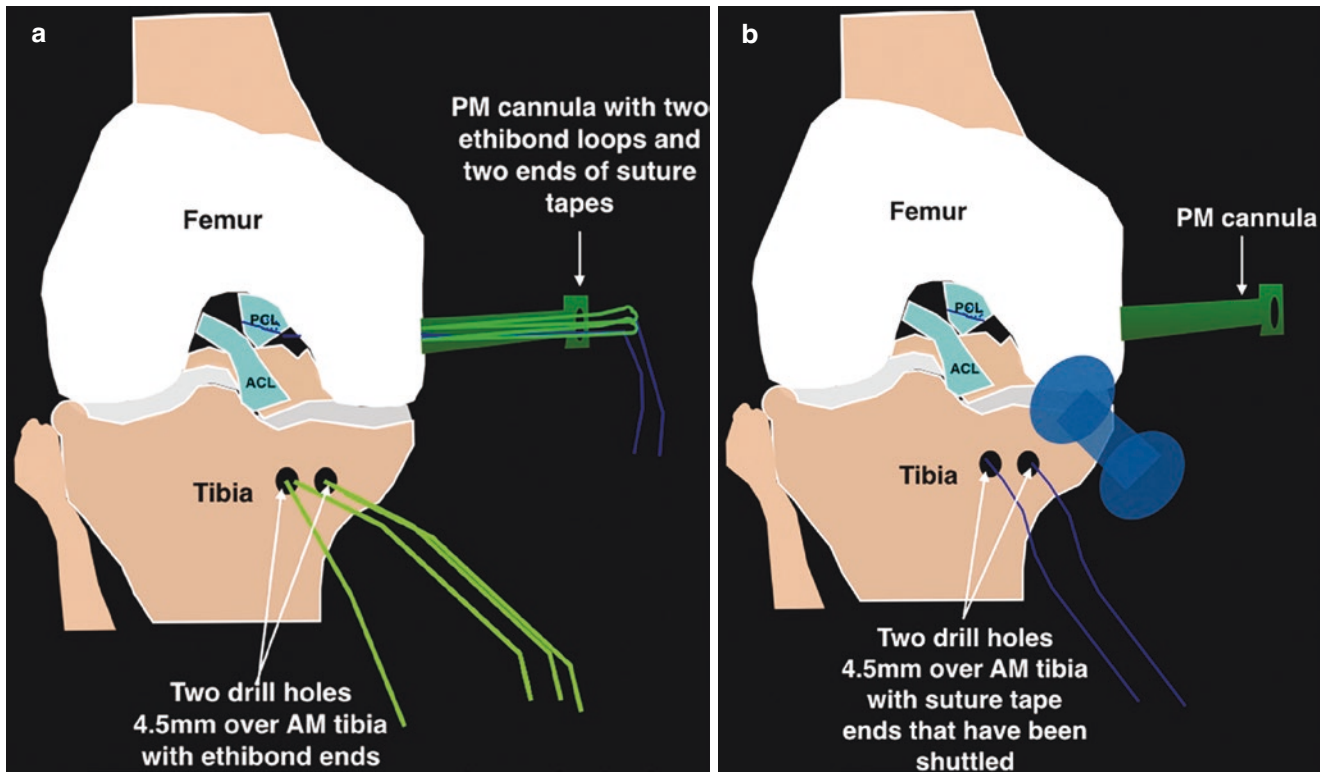 a
PM cannula with two
ethibond loops and
two ends of suture
tapes
Femur
PCL
ACL
Tibia
Two drill holes
4.5mm over AM tibia
with ethibond ends
b
PM cannula
Femur
PCL
ACL
Tibia
Two drill holes
4.5mm over AM tibia
with suture tape
ends that have been
shuttled